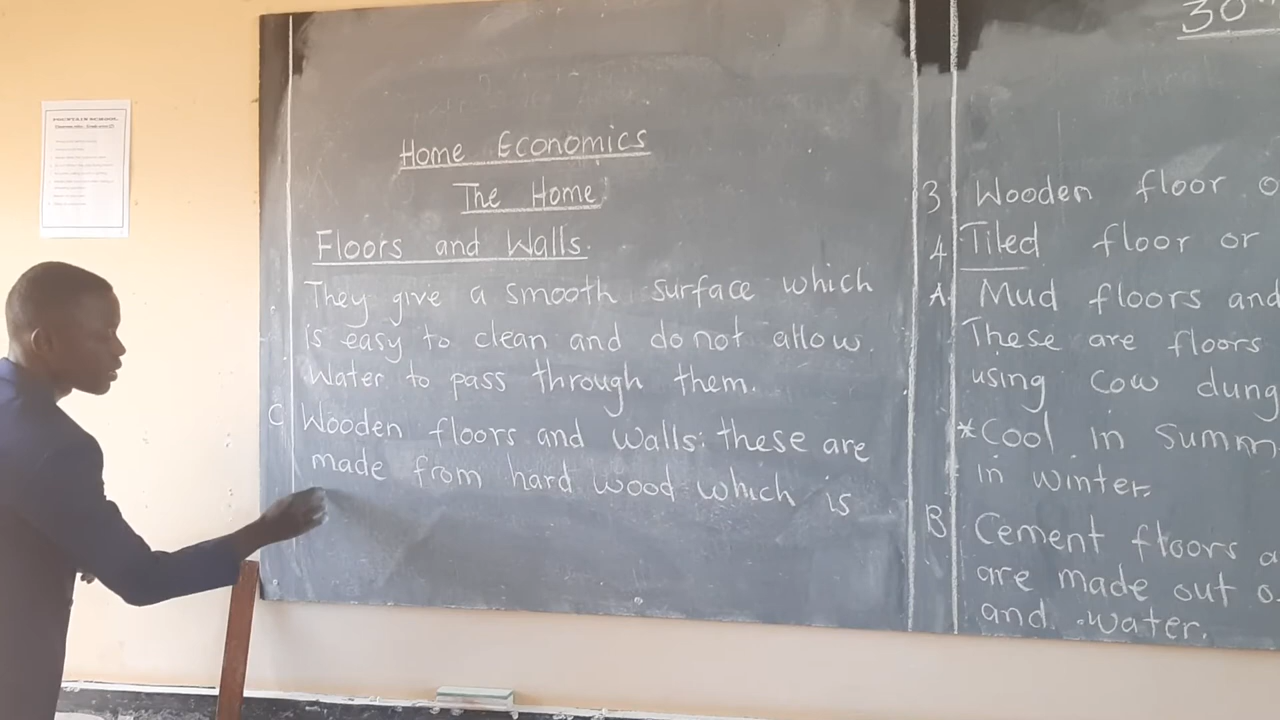 Home Economics
The Home
Floors and Walls.
They give a smooth surface which
is easy to clean and do not allow
Water to pass through them.
C Wooden floors and walls: these are
made from hard wood which is
30
3 Wooden floor
4 Tiled floor or
A. Mud floors and
These are floors
using cow dung
*Cool in Summ
in winter.
B Cement floors
are made out
and water.
FOUNTAIN SCHOOL